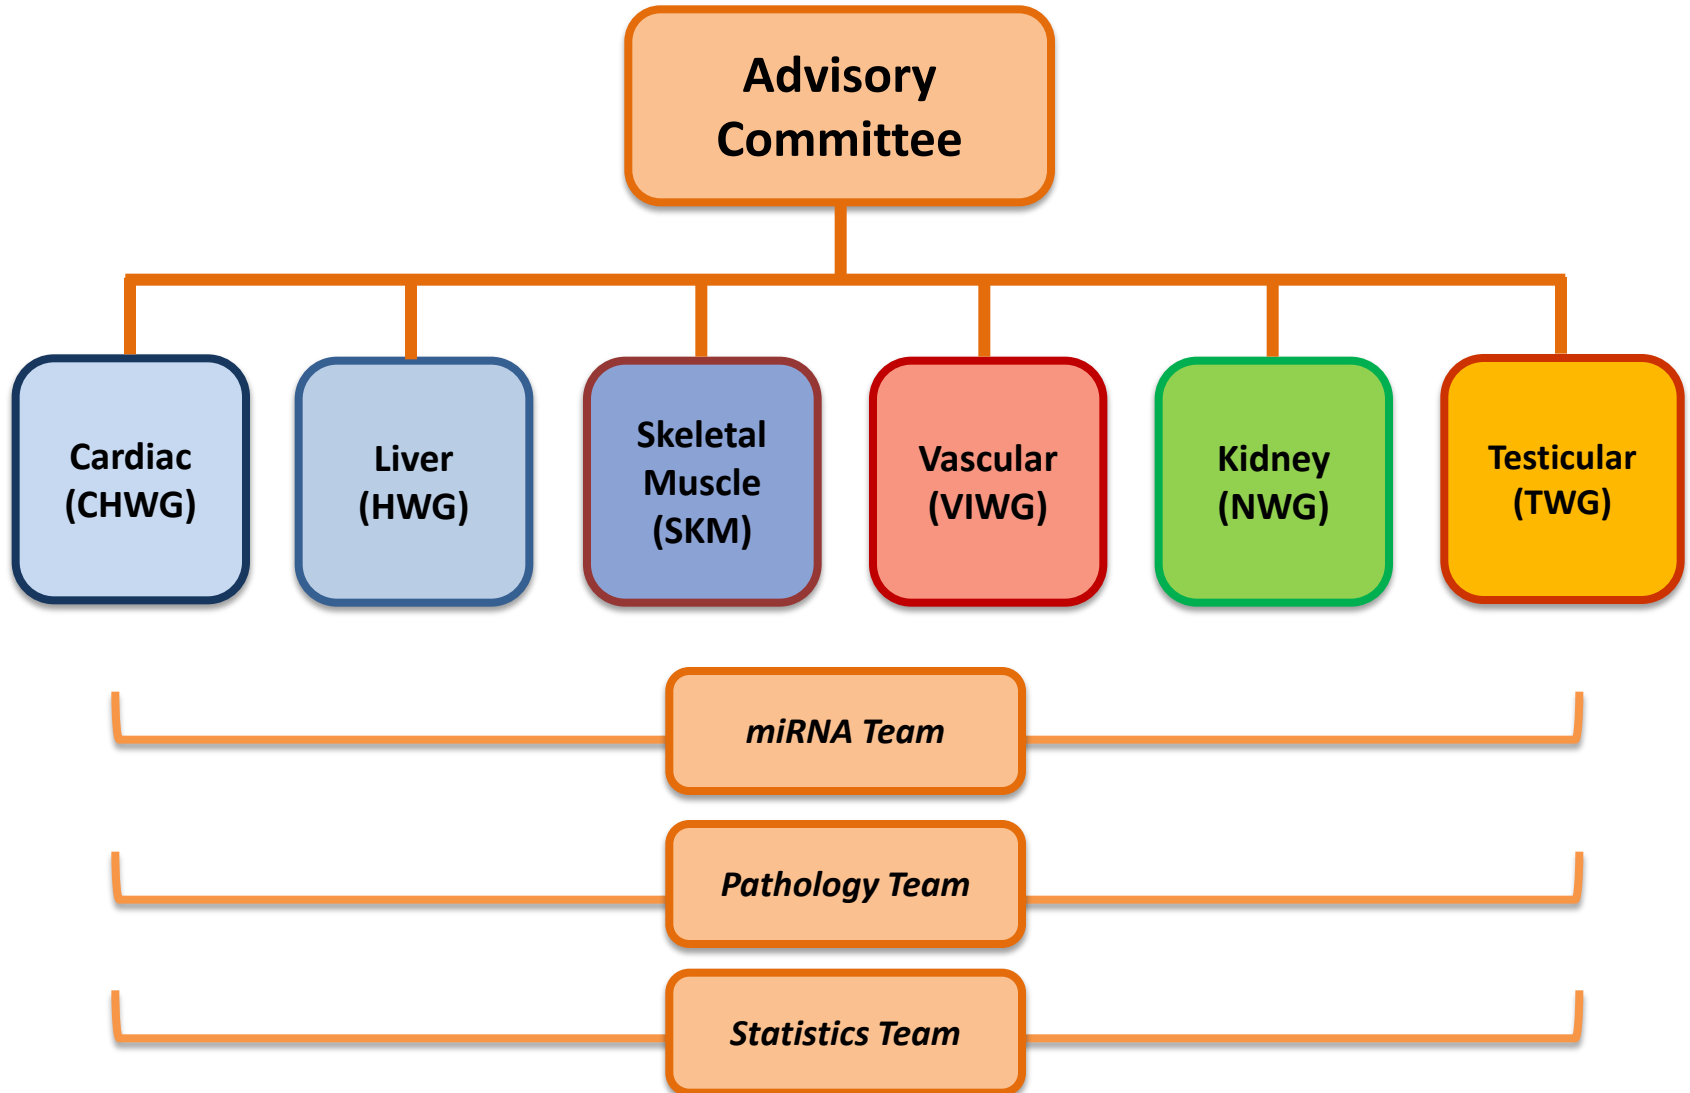 Advisory
Committee
Cardiac
(CHWG)
Liver
(HWG)
Skeletal
Muscle
(SKM)
Vascular
(VIWG)
Kidney
(NWG)
Testicular
(TWG)
miRNA Team
Pathology Team
Statistics Team